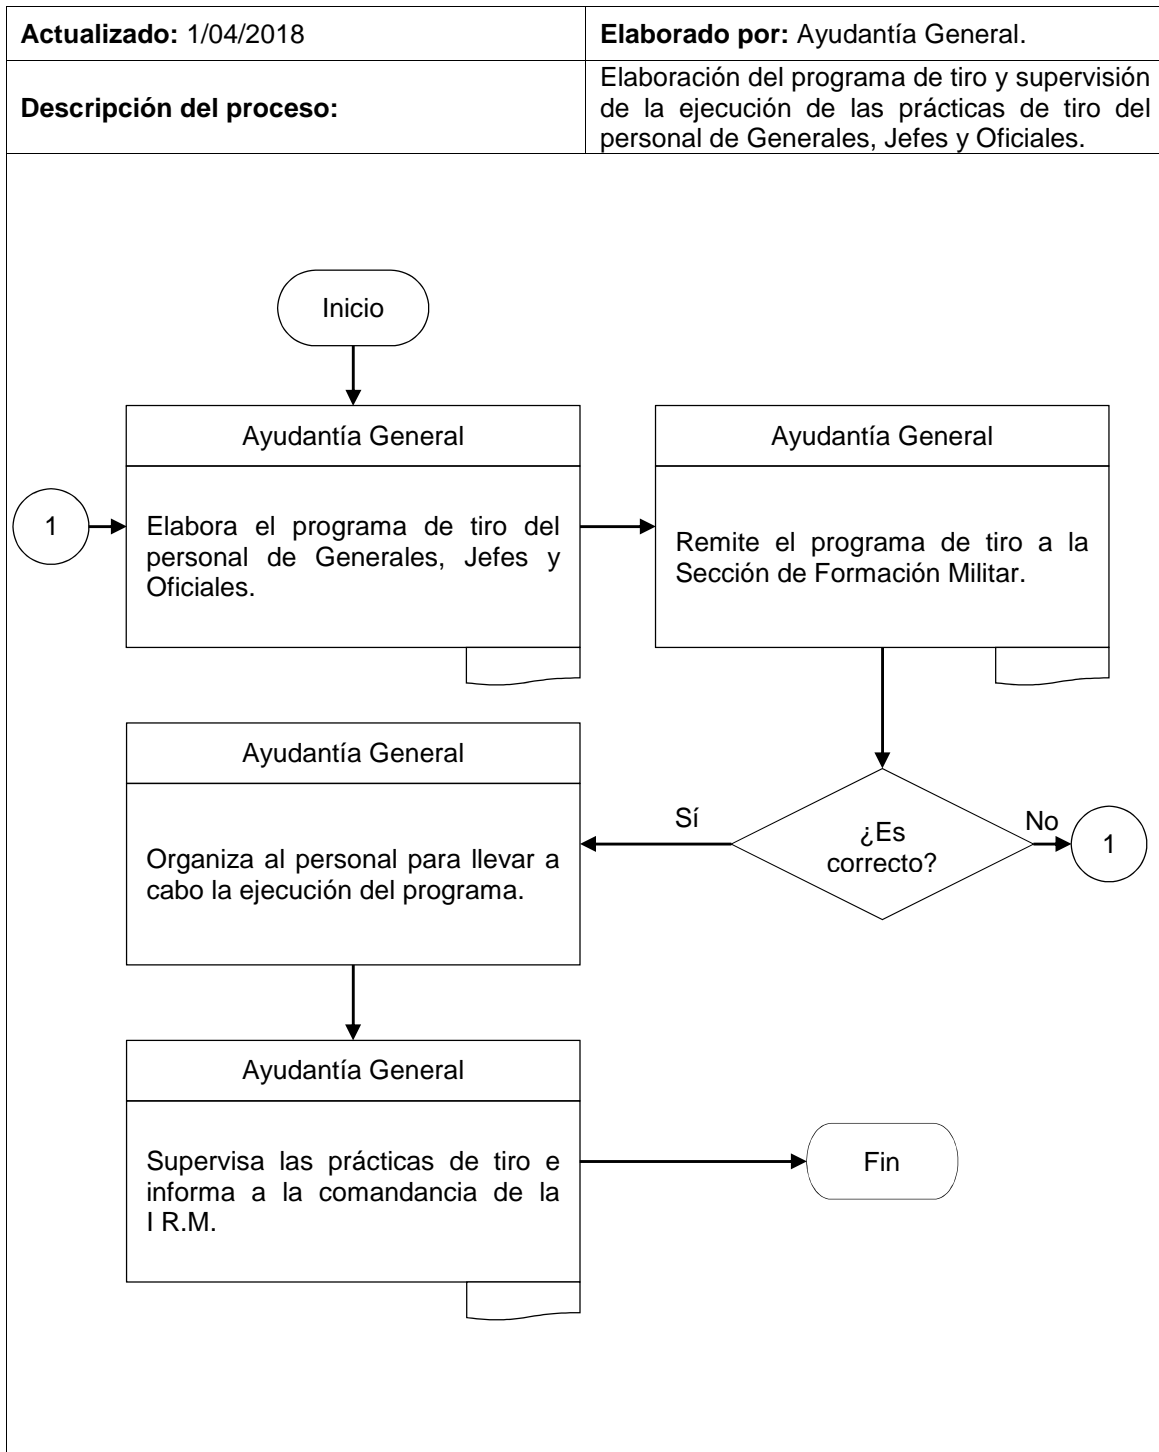 Actualizado: 1/04/2018
Elaborado por: Ayudantía General.
Descripción del proceso:
Elaboración del programa de tiro y supervisión
de la ejecución de las prácticas de tiro del
personal de Generales, Jefes y Oficiales.
Inicio
Ayudantía General
Ayudantía General
1
Elabora el programa de tiro del
personal de Generales, Jefes y
Oficiales.
Remite el programa de tiro a la
Sección de Formación Militar.
Ayudantía General
Organiza al personal para llevar a
cabo la ejecución del programa.
Sí
¿Es
correcto?
No
1
Ayudantía General
Supervisa las prácticas de tiro e
informa a la comandancia de la
I R.M.
Fin